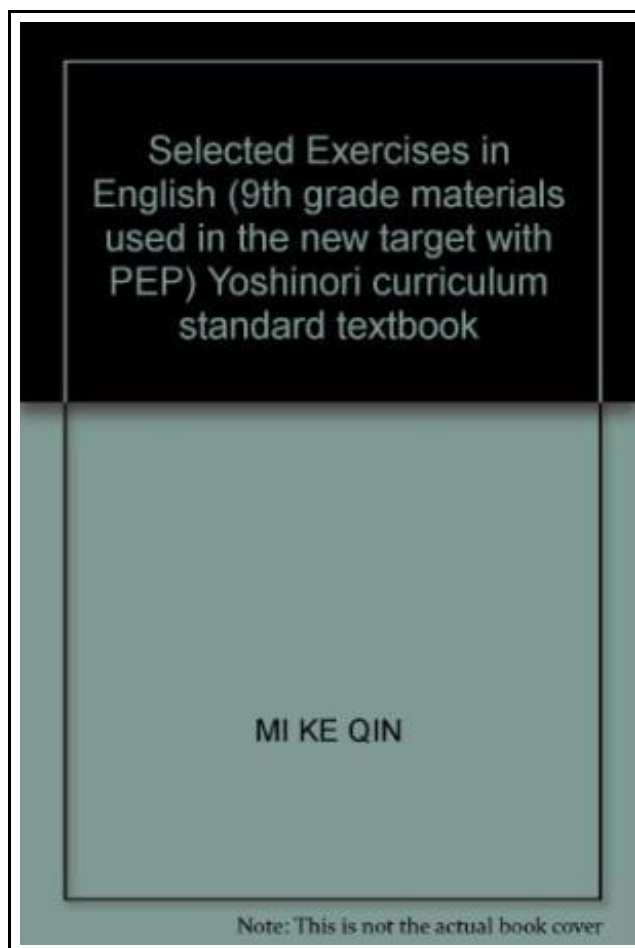 Selected Exercises in
English (9th grade materials
used in the new target with
PEP) Yoshinori curriculum
standard textbook
MI KE QIN
Note: This is not the actual book cover